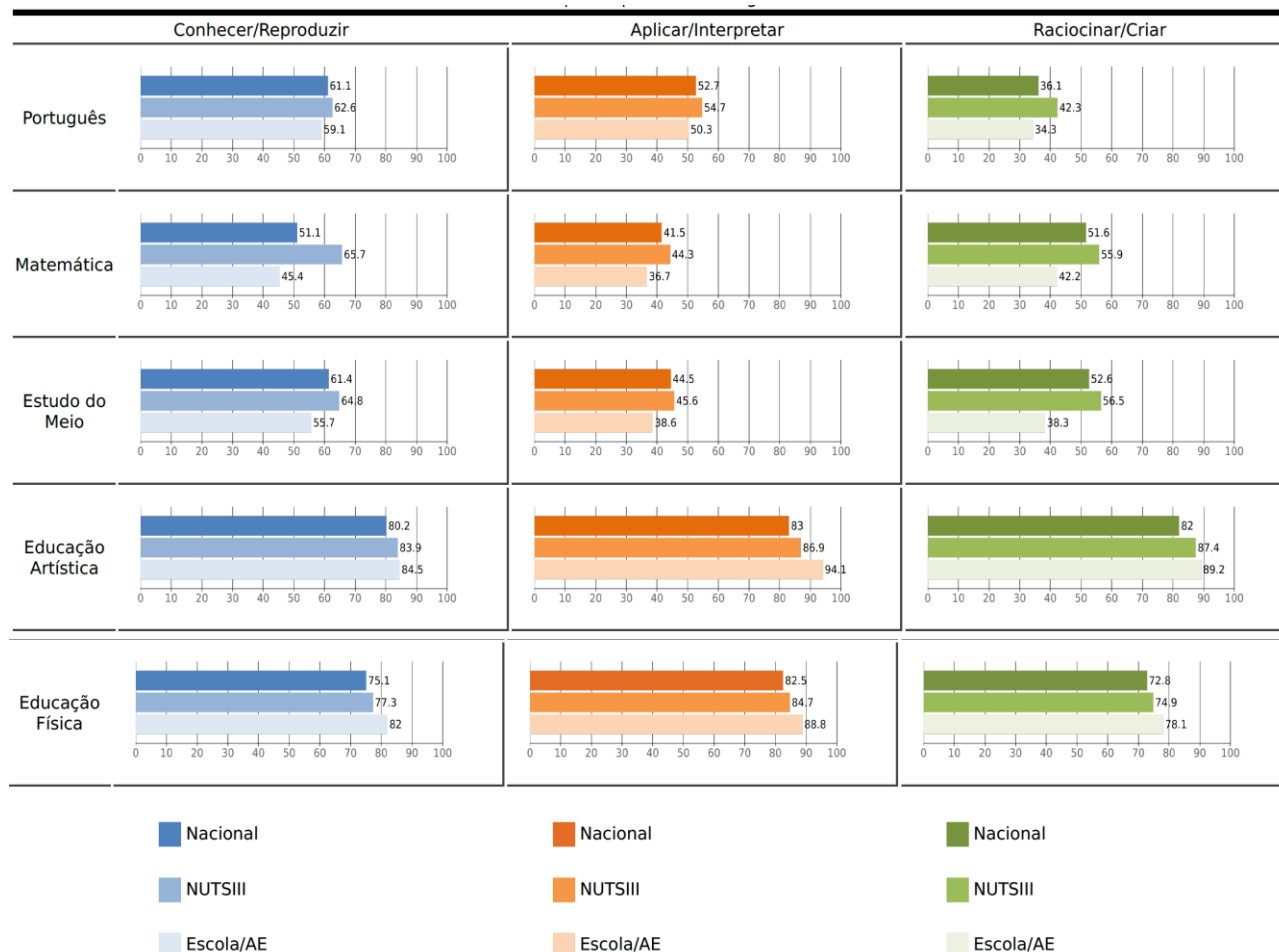 Conhecer/Reproduzir Aplicar/Interpretar Raciocinar/Criar
Português
61.1
62.6
59.1
0 10 20 30 40 50 60 70 80 90 100
52.7
54.7
50.3
0 10 20 30 40 50 60 70 80 90 100
36.1
42.3
34.3
0 10 20 30 40 50 60 70 80 90 100
Matemática
51.1
65.7
45.4
0 10 20 30 40 50 60 70 80 90 100
41.5
44.3
36.7
0 10 20 30 40 50 60 70 80 90 100
51.6
55.9
42.2
0 10 20 30 40 50 60 70 80 90 100
Estudo do
Meio
61.4
64.8
55.7
0 10 20 30 40 50 60 70 80 90 100
44.5
45.6
38.6
0 10 20 30 40 50 60 70 80 90 100
52.6
56.5
38.3
0 10 20 30 40 50 60 70 80 90 100
Educação
Artística
80.2
83.9
84.5
0 10 20 30 40 50 60 70 80 90 100
83
86.9
94.1
0 10 20 30 40 50 60 70 80 90 100
82
87.4
89.2
0 10 20 30 40 50 60 70 80 90 100
Educação
Física
75.1
77.3
82
0 10 20 30 40 50 60 70 80 90 100
82.5
84.7
88.8
0 10 20 30 40 50 60 70 80 90 100
72.8
74.9
78.1
0 10 20 30 40 50 60 70 80 90 100
Nacional Nacional Nacional
NUTSIII NUTSIII NUTSIII
Escola/AE Escola/AE Escola/AE